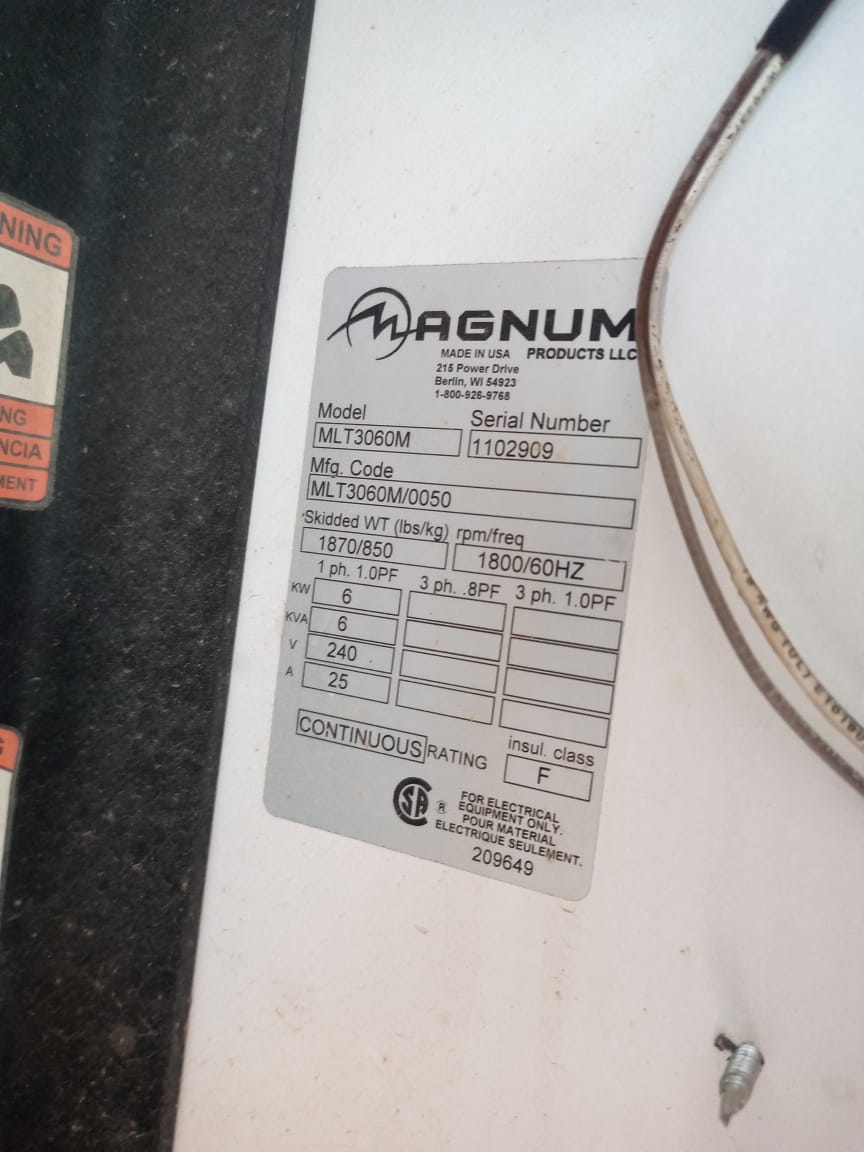 NING
NG
NCIA
MENT
MAGNUM
MADE IN USA PRODUCTS LLC
215 Power Drive
Berlin, WI 54923
1-800-926-9768
Model Serial Number
MLT3060M 1102909
Mfg. Code
MLT3060M/0050
Skidded WT (lbs/kg) rpm/freq
1870/850 1800/60HZ
1 ph. 1.0PF 3 ph. .8PF 3 ph. 1.0PF
KW 6
KVA 6
V 240
A 25
CONTINUOUS RATING insul. class
F
SA ® FOR ELECTRICAL
EQUIPMENT ONLY.
POUR MATERIAL
ELECTRIQUE SEULEMENT.
209649